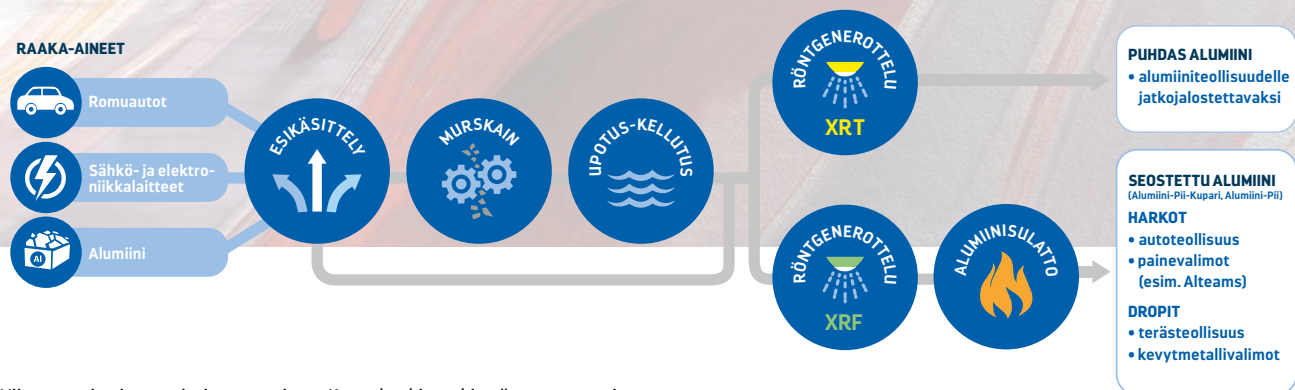 RAAKA-AINEET
Romuautot
Sähkö- ja elektro-
niikkalaitteet
Al
Alumiini
ESIKÄSITTELY
MURSKAIN
UPOTUS-KELLUTUS
RÖNTGENEROTTELU
XRT
RÖNTGENEROTTELU
XRF
ALUMIINISULATTO
PUHDAS ALUMIINI
• alumiiniteollisuudelle
jatkojalostettavaksi
SEOSTETTU ALUMIINI
(Alumiini-Pii-Kupari, Alumiini-Pii)
HARKOT
• autoteollisuus
• painevalimot
(esim. Alteams)
DROPIT
• terästeollisuus
• kevytmetallivalimot